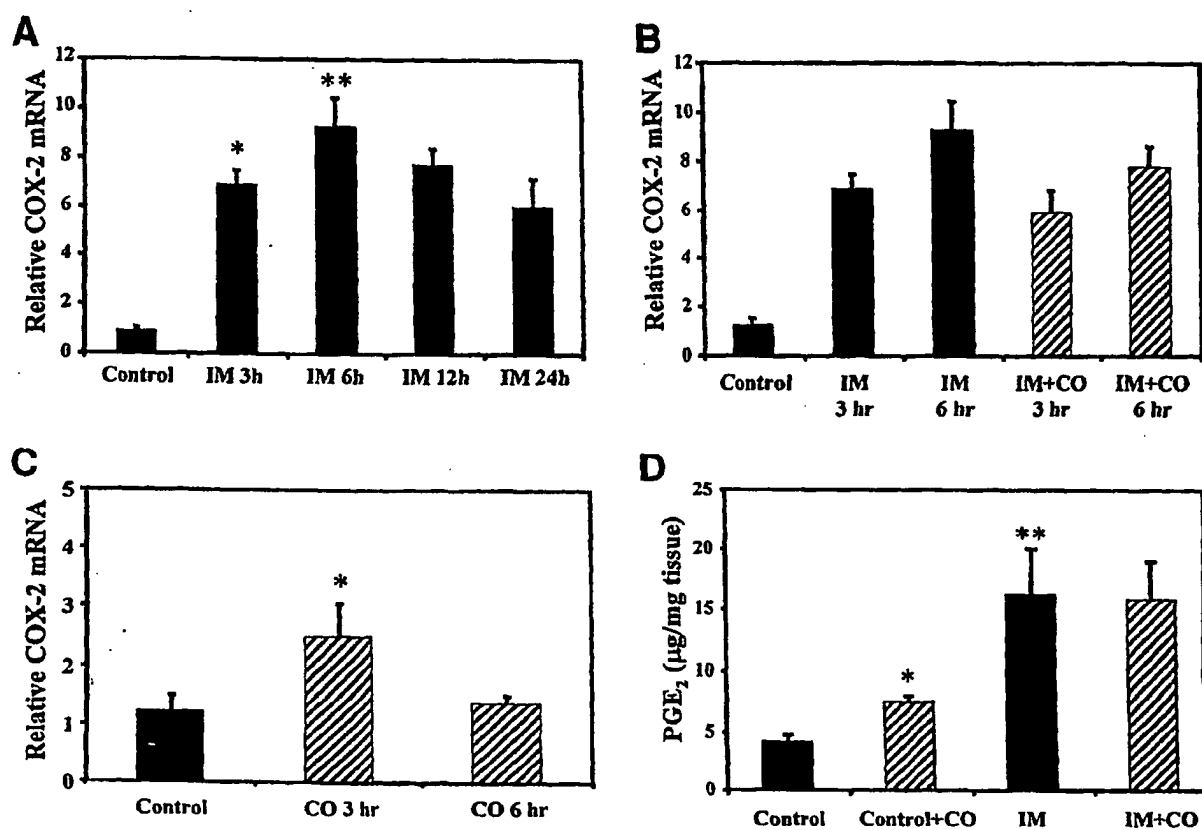 A
Relative COX-2 mRNA
12
10
8
6
4
2
0
*
**
Control IM 3h IM 6h IM 12h IM 24h
B
Relative COX-2 mRNA
12
10
8
6
4
2
0
Control IM IM IM+CO IM+CO
3 hr 6 hr 3 hr 6 hr
C
Relative COX-2 mRNA
5
4
3
2
1
0
*
Control CO 3 hr CO 6 hr
D
PGE₂ (µg/mg tissue)
25
20
15
10
5
0
*
**
Control Control+CO IM IM+CO